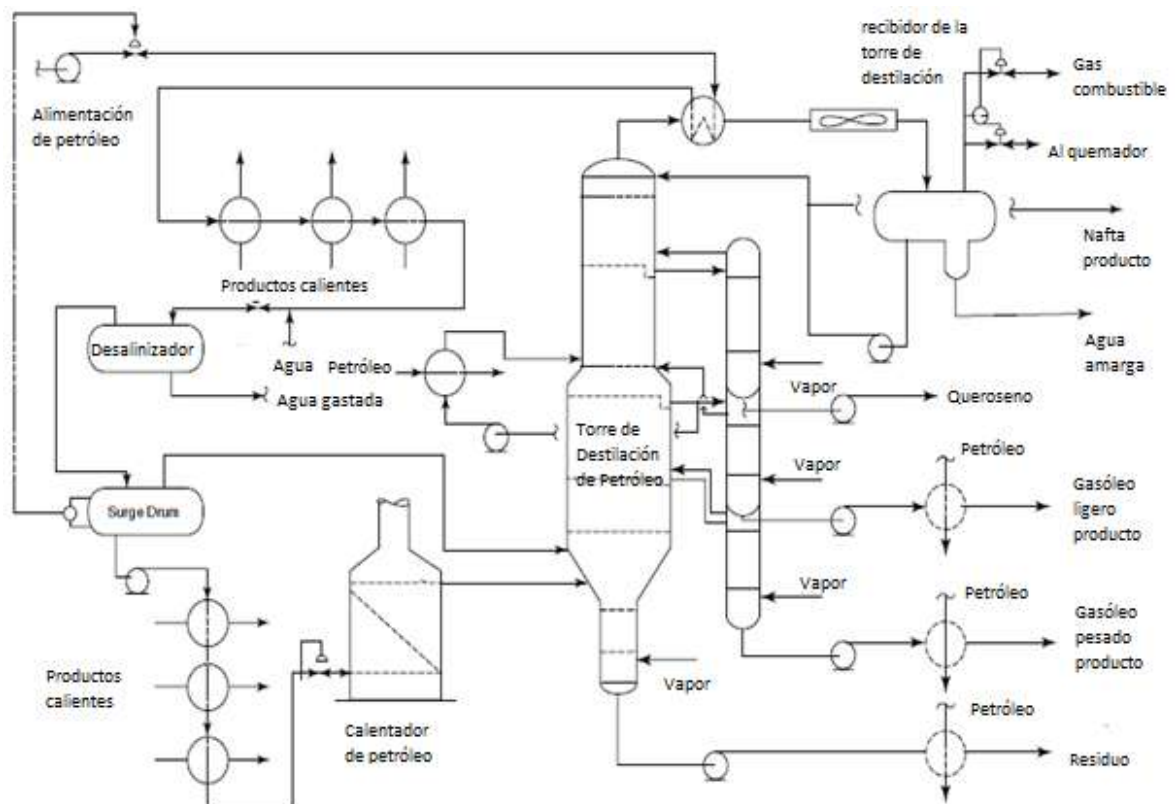 recibidor de la
torre de
destilación
Gas
combustible
Alimentación
de petróleo
Al quemador
Nafta
producto
Productos calientes
Desalinizador
Agua
Petróleo
Agua
amarga
Agua gastada
Vapor
Queroseno
Torre de
Destilación
de Petróleo
Vapor
Petróleo
Gasóleo
ligero
producto
Surge Drum
Vapor
Petróleo
Gasóleo
pesado
producto
Productos
calientes
Vapor
Calentador
de petróleo
Petróleo
Residuo